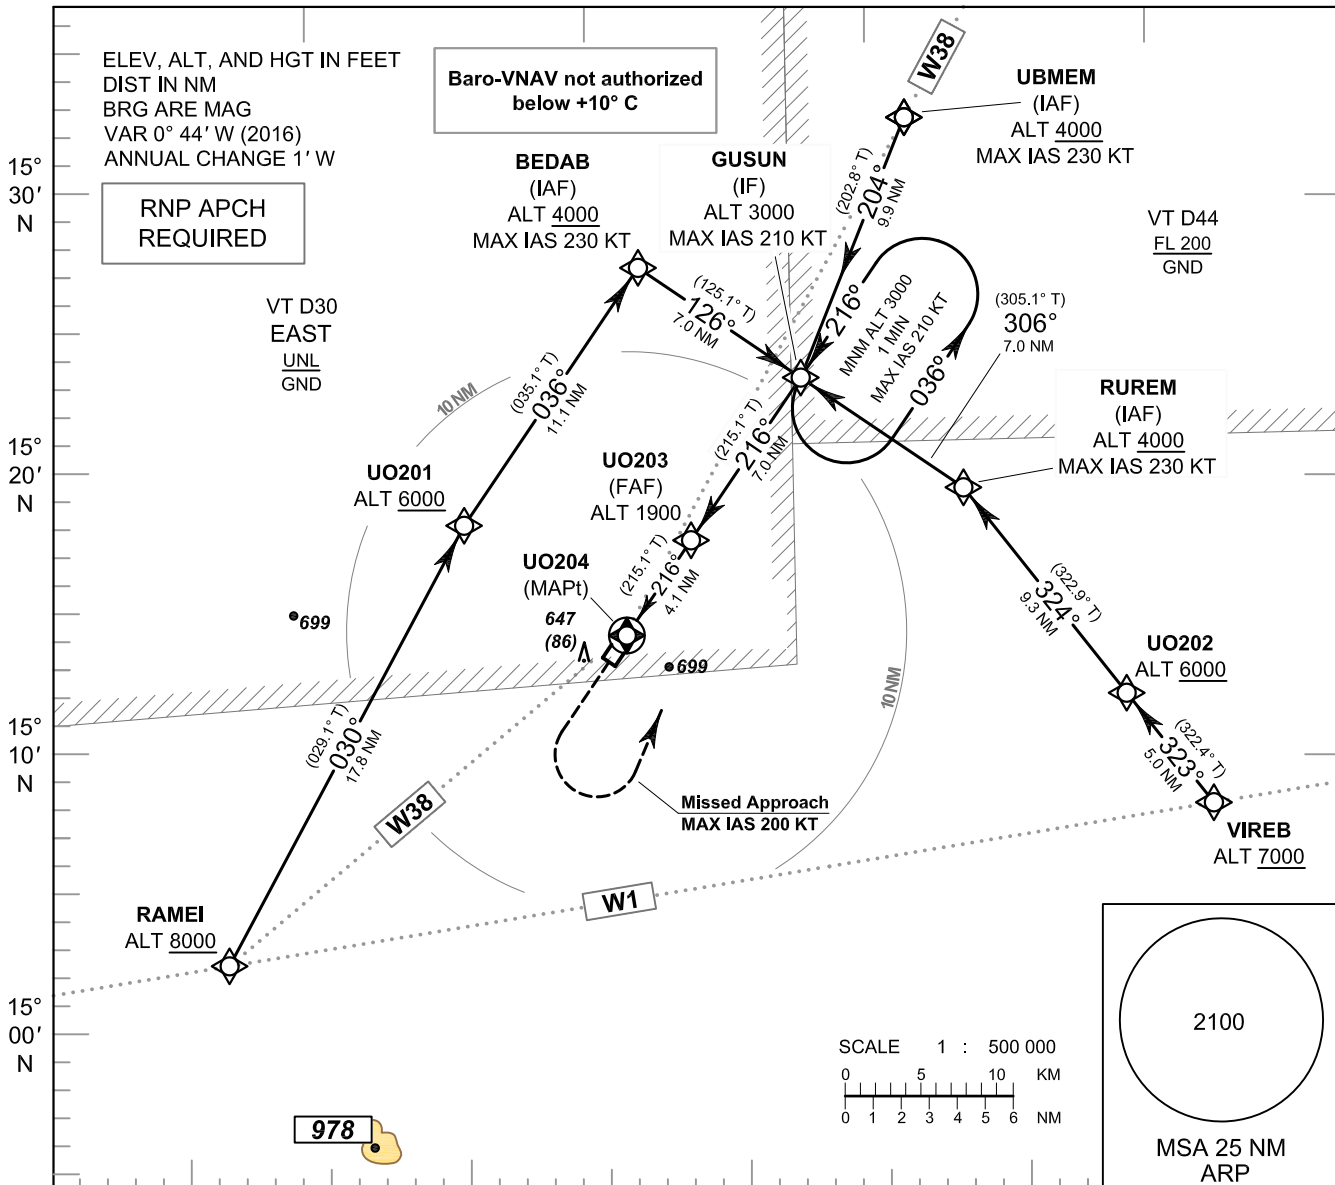 ELEV, ALT, AND HGT IN FEET
DIST IN NM
BRG ARE MAG
VAR 0° 44′ W (2016)
ANNUAL CHANGE 1′ W
RNP APCH
REQUIRED
Baro-VNAV not authorized
below +10° C
W38
UBMEM
(IAF)
ALT 4000
MAX IAS 230 KT
BEDAB
(IAF)
ALT 4000
MAX IAS 230 KT
GUSUN
(IF)
ALT 3000
MAX IAS 210 KT
(202.8° T)
204°
9.9 NM
VT D44
FL 200
GND
15°
30′
N
VT D30
EAST
UNL
GND
(125.1° T)
126°
7.0 NM
216°
MNM ALT 3000
1 MIN
MAX IAS 210 KT
036°
(305.1° T)
306°
7.0 NM
RUREM
(IAF)
ALT 4000
MAX IAS 230 KT
10 NM
(035.1° T)
036°
11.1 NM
(215.1° T)
216°
7.0 NM
15°
20′
N
UO201
ALT 6000
UO203
(FAF)
ALT 1900
UO204
(MAPt)
(215.1° T)
216°
4.1 NM
647
(86)
699
699
(322.9° T)
324°
9.3 NM
UO202
ALT 6000
10 NM
(322.4° T)
323°
5.0 NM
VIREB
ALT 7000
15°
10′
N
(029.1° T)
030°
17.8 NM
W38
Missed Approach
MAX IAS 200 KT
W1
RAMEI
ALT 8000
15°
00′
N
SCALE 1 : 500 000
0 5 10 KM
0 1 2 3 4 5 6 NM
2100
MSA 25 NM
ARP
978